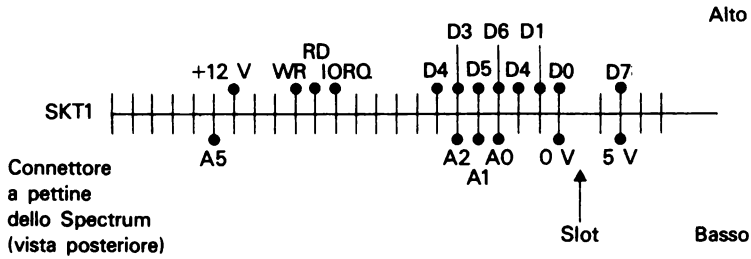 Alto
D3 D6 D1
RD
+12 V WR IORQ D4 D5 D4 D0 D7
SKT1
A5 A2 A0 0 V 5 V
A1
Connettore
a pettine
dello Spectrum
(vista posteriore)
Slot
Basso